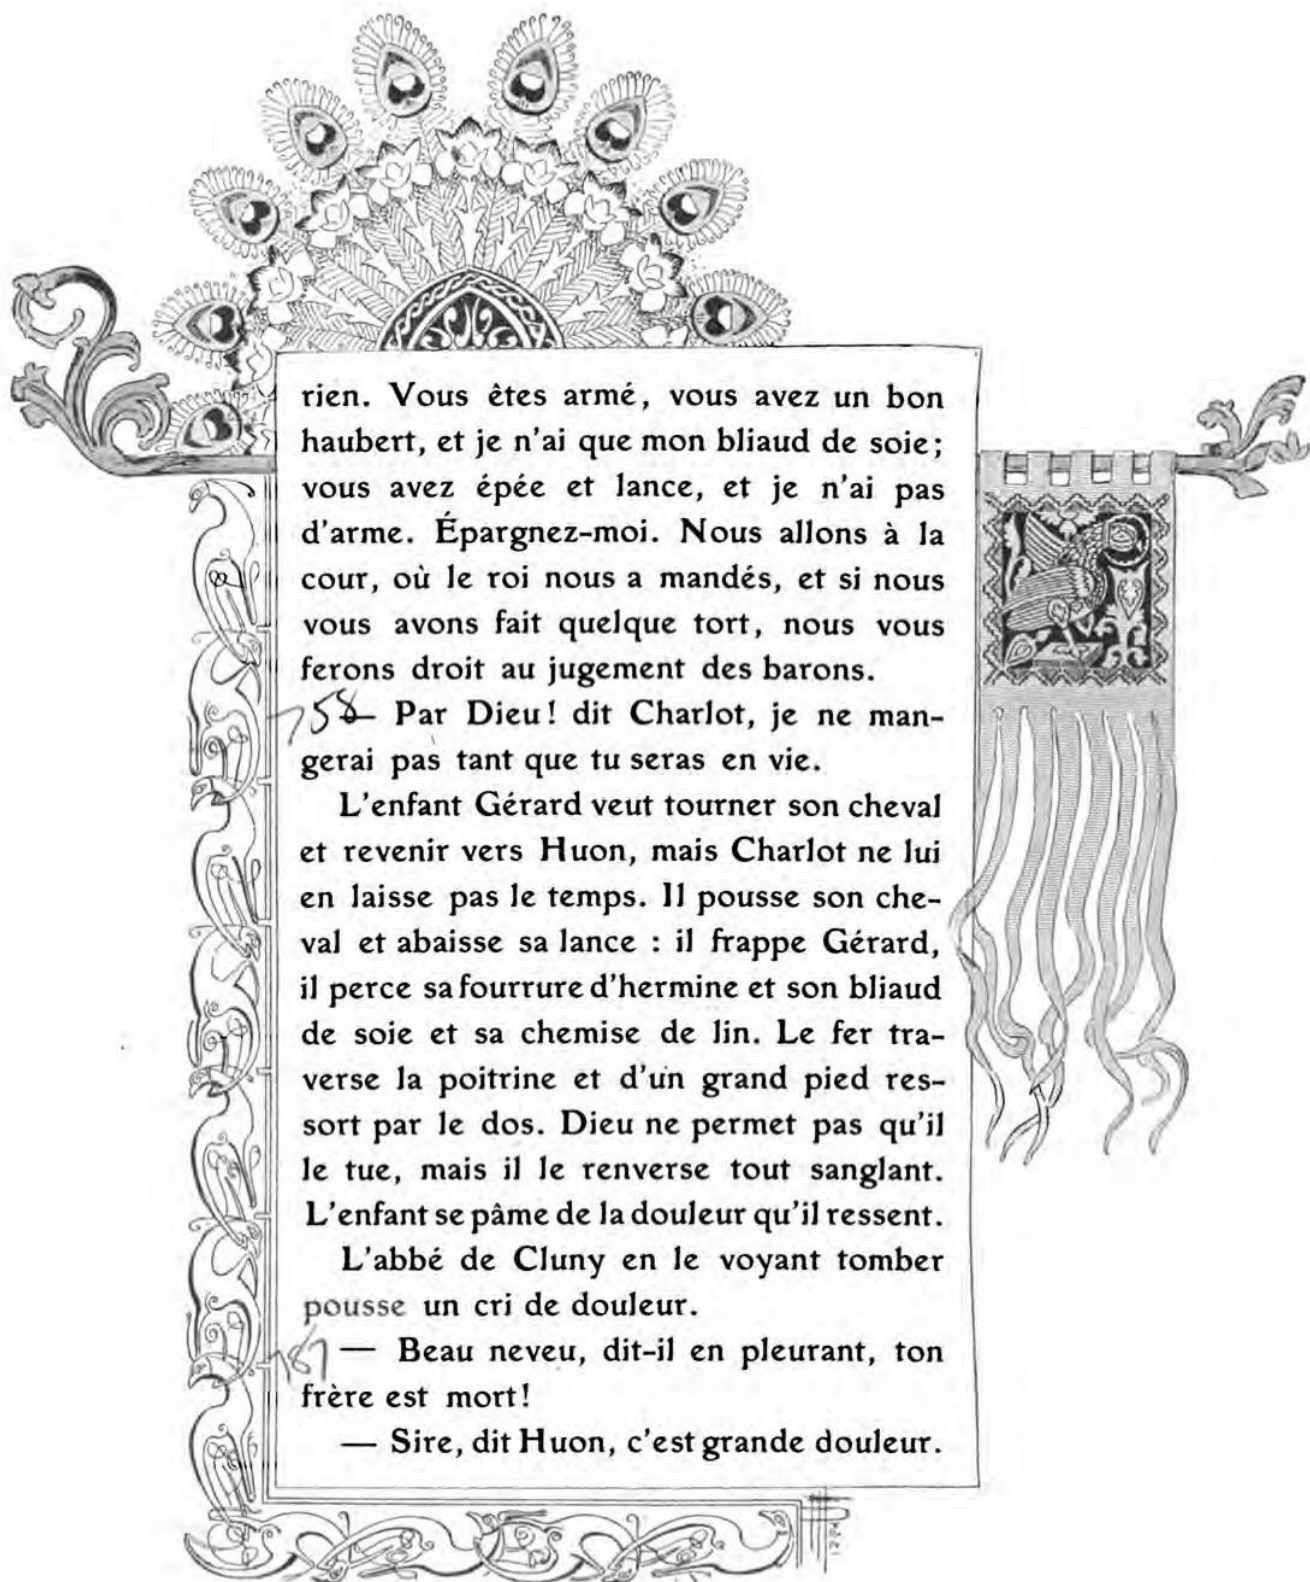 rien. Vous êtes armé, vous avez un bon
haubert, et je n'ai que mon bliaud de soie;
vous avez épée et lance, et je n'ai pas
d'arme. Épargnez-moi. Nous allons à la
cour, où le roi nous a mandés, et si nous
vous avons fait quelque tort, nous vous
ferons droit au jugement des barons.
758 — Par Dieu! dit Charlot, je ne man-
gerai pas tant que tu seras en vie.
L'enfant Gérard veut tourner son cheval
et revenir vers Huon, mais Charlot ne lui
en laisse pas le temps. Il pousse son che-
val et abaisse sa lance : il frappe Gérard,
il perce sa fourrure d'hermine et son bliaud
de soie et sa chemise de lin. Le fer tra-
verse la poitrine et d'un grand pied res-
sort par le dos. Dieu ne permet pas qu'il
le tue, mais il le renverse tout sanglant.
L'enfant se pâme de la douleur qu'il ressent.
L'abbé de Cluny en le voyant tomber
pousse un cri de douleur.
— Beau neveu, dit-il en pleurant, ton
frère est mort!
— Sire, dit Huon, c'est grande douleur.